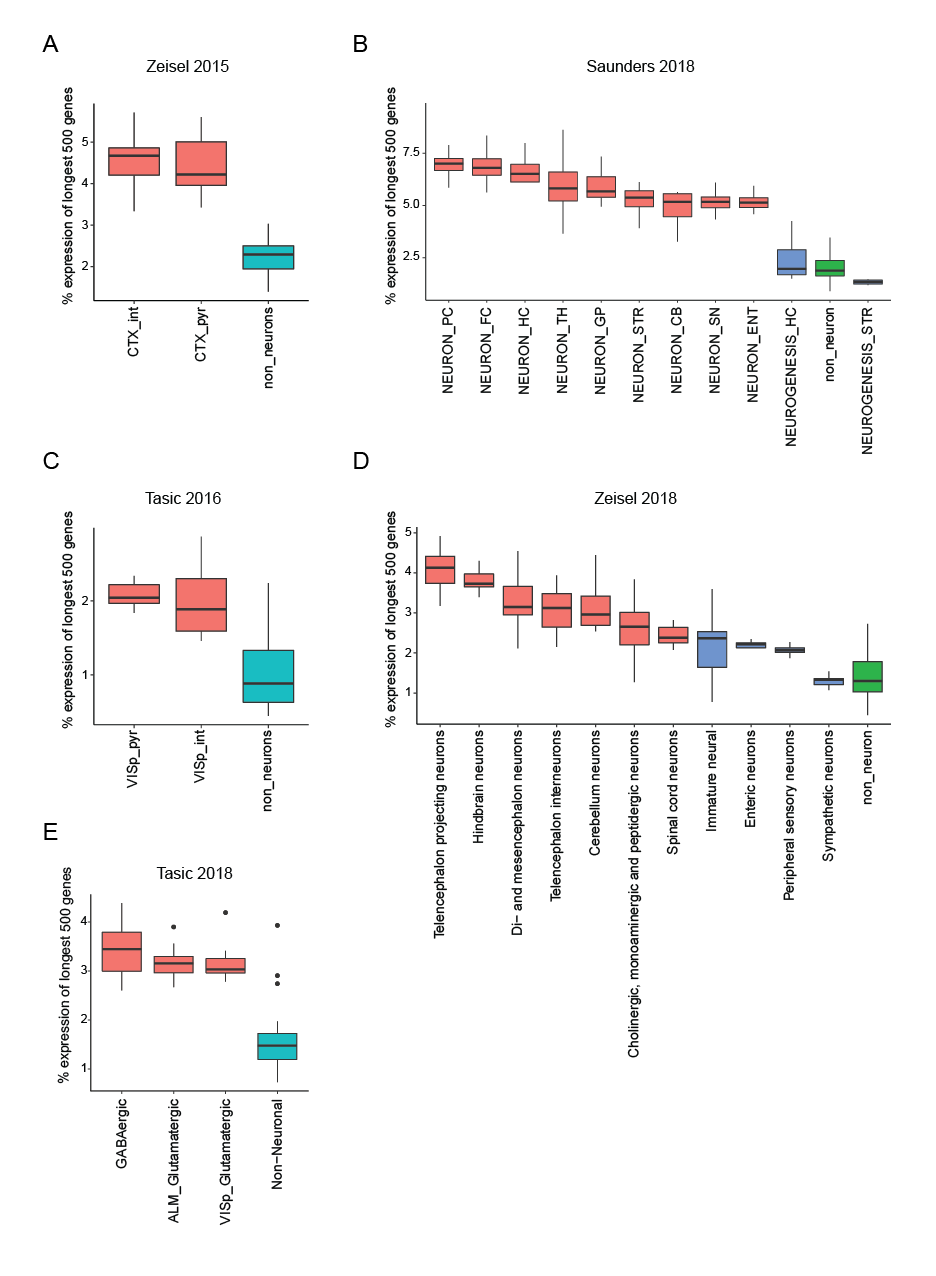 A
Zeisel 2015
% expression of longest 500 genes
5
4
3
2
CTX_int
CTX_pyr
non_neurons
B
Saunders 2018
% expression of longest 500 genes
7.5
5.0
2.5
NEURON_PC
NEURON_FC
NEURON_HC
NEURON_TH
NEURON_GP
NEURON_STR
NEURON_CB
NEURON_SN
NEURON_ENT
NEUROGENESIS_HC
non_neuron
NEUROGENESIS_STR
C
Tasic 2016
% expression of longest 500 genes
2
1
VISp_pyr
VISp_int
non_neurons
D
Zeisel 2018
% expression of longest 500 genes
5
4
3
2
1
Telencephalon projecting neurons
Hindbrain neurons
Di− and mesencephalon neurons
Telencephalon interneurons
Cerebellum neurons
Cholinergic, monoaminergic and peptidergic neurons
Spinal cord neurons
Immature neural
Enteric neurons
Peripheral sensory neurons
Sympathetic neurons
non_neuron
E
Tasic 2018
% expression of longest 500 genes
4
3
2
1
GABAergic
ALM_Glutamatergic
VISp_Glutamatergic
Non−Neuronal